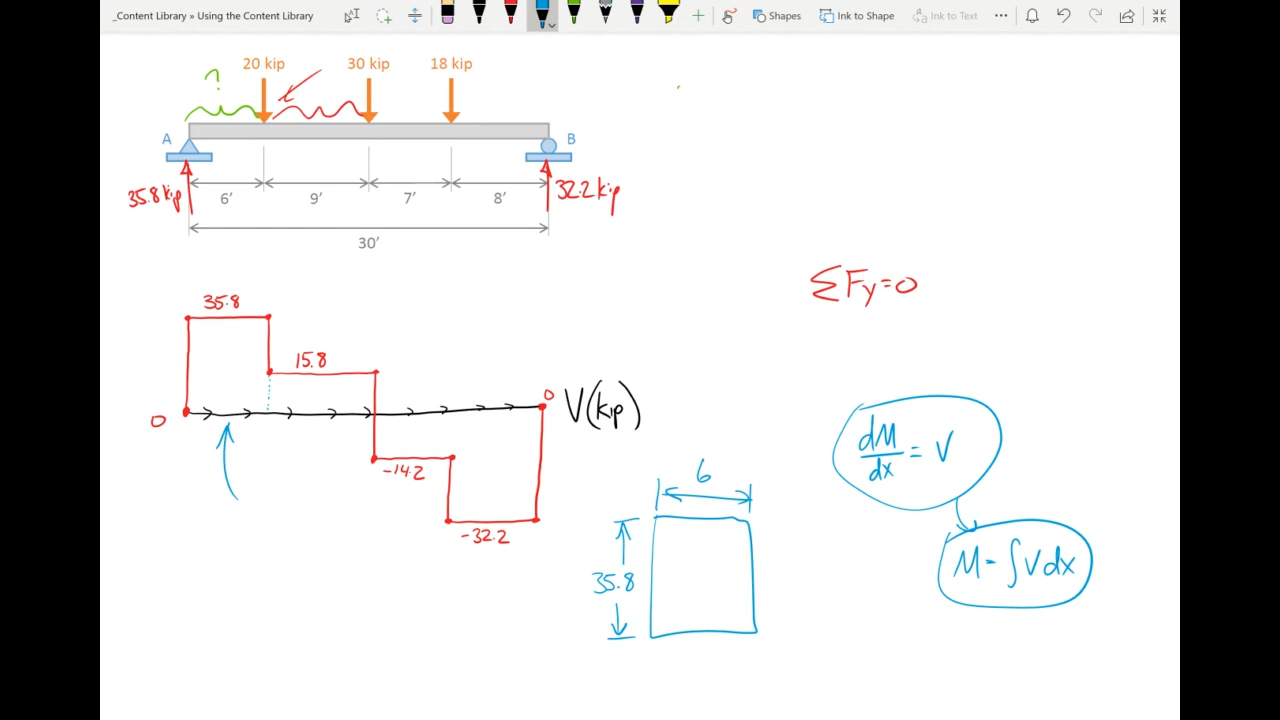 _Content Library » Using the Content Library
Shapes
Ink to Shape
Ink to Text
?
20 kip
30 kip
18 kip
A
B
35.8 kip
32.2 kip
6'
9'
7'
8'
30'
ΣFy=0
35.8
15.8
0
0
V(kip)
-14.2
-32.2
dM/dx = V
6
35.8
M = ∫Vdx